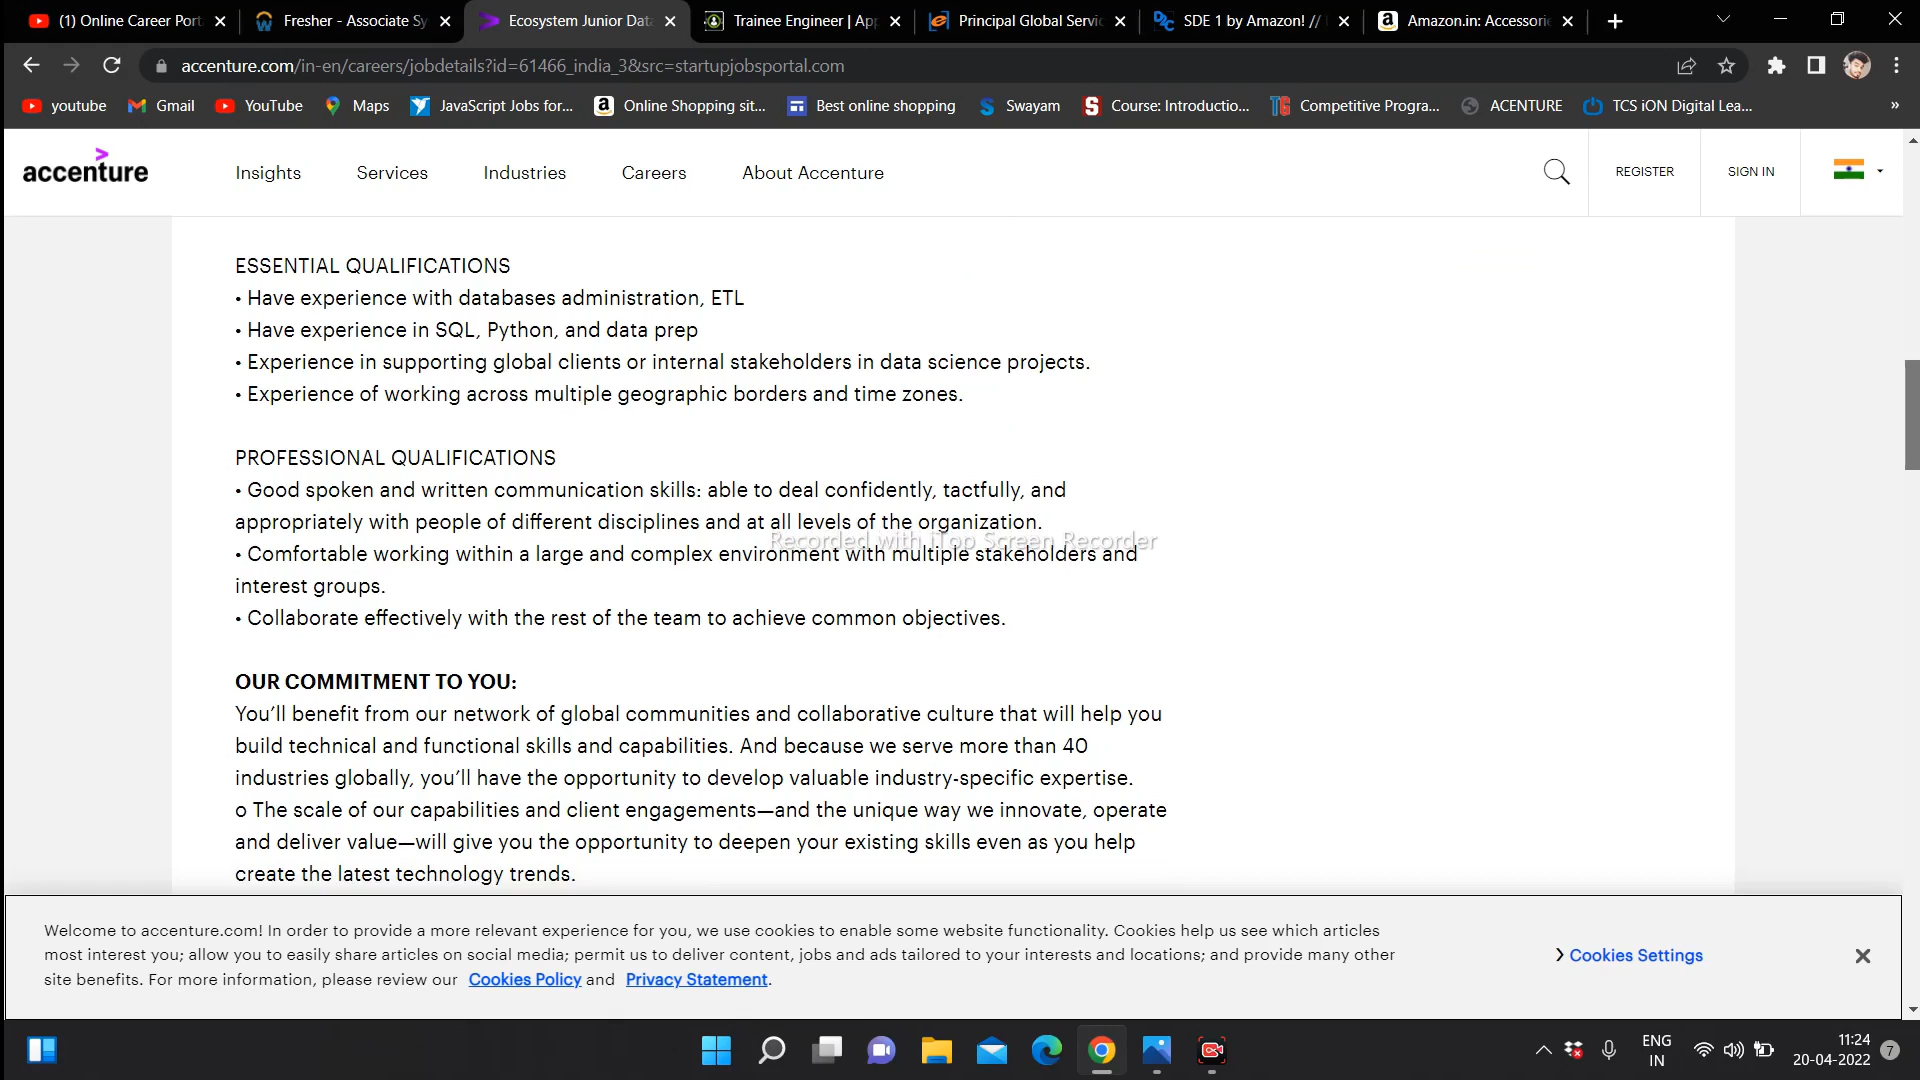 (1) Online Career Port
Fresher - Associate Sy
Ecosystem Junior Data
Trainee Engineer | App
Principal Global Servic
SDE 1 by Amazon! //
Amazon.in: Accessorie
accenture.com/in-en/careers/jobdetails?id=61466_india_3&src=startupjobsportal.com
youtube
Gmail
YouTube
Maps
JavaScript Jobs for...
Online Shopping sit...
Best online shopping
Swayam
Course: Introductio...
Competitive Progra...
ACENTURE
TCS iON Digital Lea...
»
accenture
Insights
Services
Industries
Careers
About Accenture
REGISTER
SIGN IN
ESSENTIAL QUALIFICATIONS
• Have experience with databases administration, ETL
• Have experience in SQL, Python, and data prep
• Experience in supporting global clients or internal stakeholders in data science projects.
• Experience of working across multiple geographic borders and time zones.
PROFESSIONAL QUALIFICATIONS
• Good spoken and written communication skills: able to deal confidently, tactfully, and
appropriately with people of different disciplines and at all levels of the organization.
Recorded with iTop Screen Recorder
• Comfortable working within a large and complex environment with multiple stakeholders and
interest groups.
• Collaborate effectively with the rest of the team to achieve common objectives.
OUR COMMITMENT TO YOU:
You’ll benefit from our network of global communities and collaborative culture that will help you
build technical and functional skills and capabilities. And because we serve more than 40
industries globally, you’ll have the opportunity to develop valuable industry-specific expertise.
o The scale of our capabilities and client engagements—and the unique way we innovate, operate
and deliver value—will give you the opportunity to deepen your existing skills even as you help
create the latest technology trends.
Welcome to accenture.com! In order to provide a more relevant experience for you, we use cookies to enable some website functionality. Cookies help us see which articles
most interest you; allow you to easily share articles on social media; permit us to deliver content, jobs and ads tailored to your interests and locations; and provide many other
site benefits. For more information, please review our Cookies Policy and Privacy Statement.
Cookies Settings
ENG
IN
11:24
20-04-2022
7